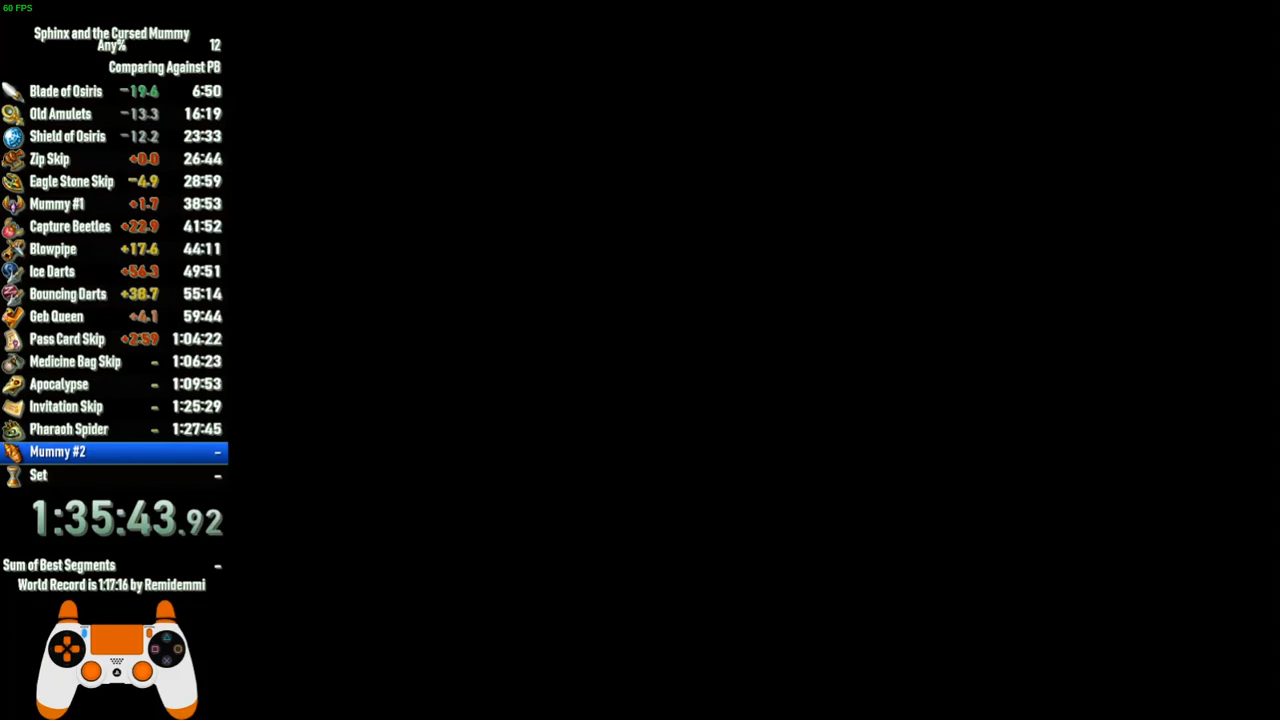 60 FPS
Sphinx and the Cursed Mummy
Any% 12
Comparing Against PB
Blade of Osiris -19.4 6:50
Old Amulets -13.3 16:19
Shield of Osiris -12.2 23:33
Zip Skip +0.0 26:44
Eagle Stone Skip -4.9 28:59
Mummy #1 +1.7 38:53
Capture Beetles +22.9 41:52
Blowpipe +17.6 44:11
Ice Darts +54.3 49:51
Bouncing Darts +38.7 55:14
Geb Queen +4.1 59:44
Pass Card Skip +2:59 1:04:22
Medicine Bag Skip - 1:06:23
Apocalypse - 1:09:53
Invitation Skip - 1:25:29
Pharaoh Spider - 1:27:45
Mummy #2 -
Set -
1:35:43.92
Sum of Best Segments -
World Record is 1:17:16 by Remidemmi